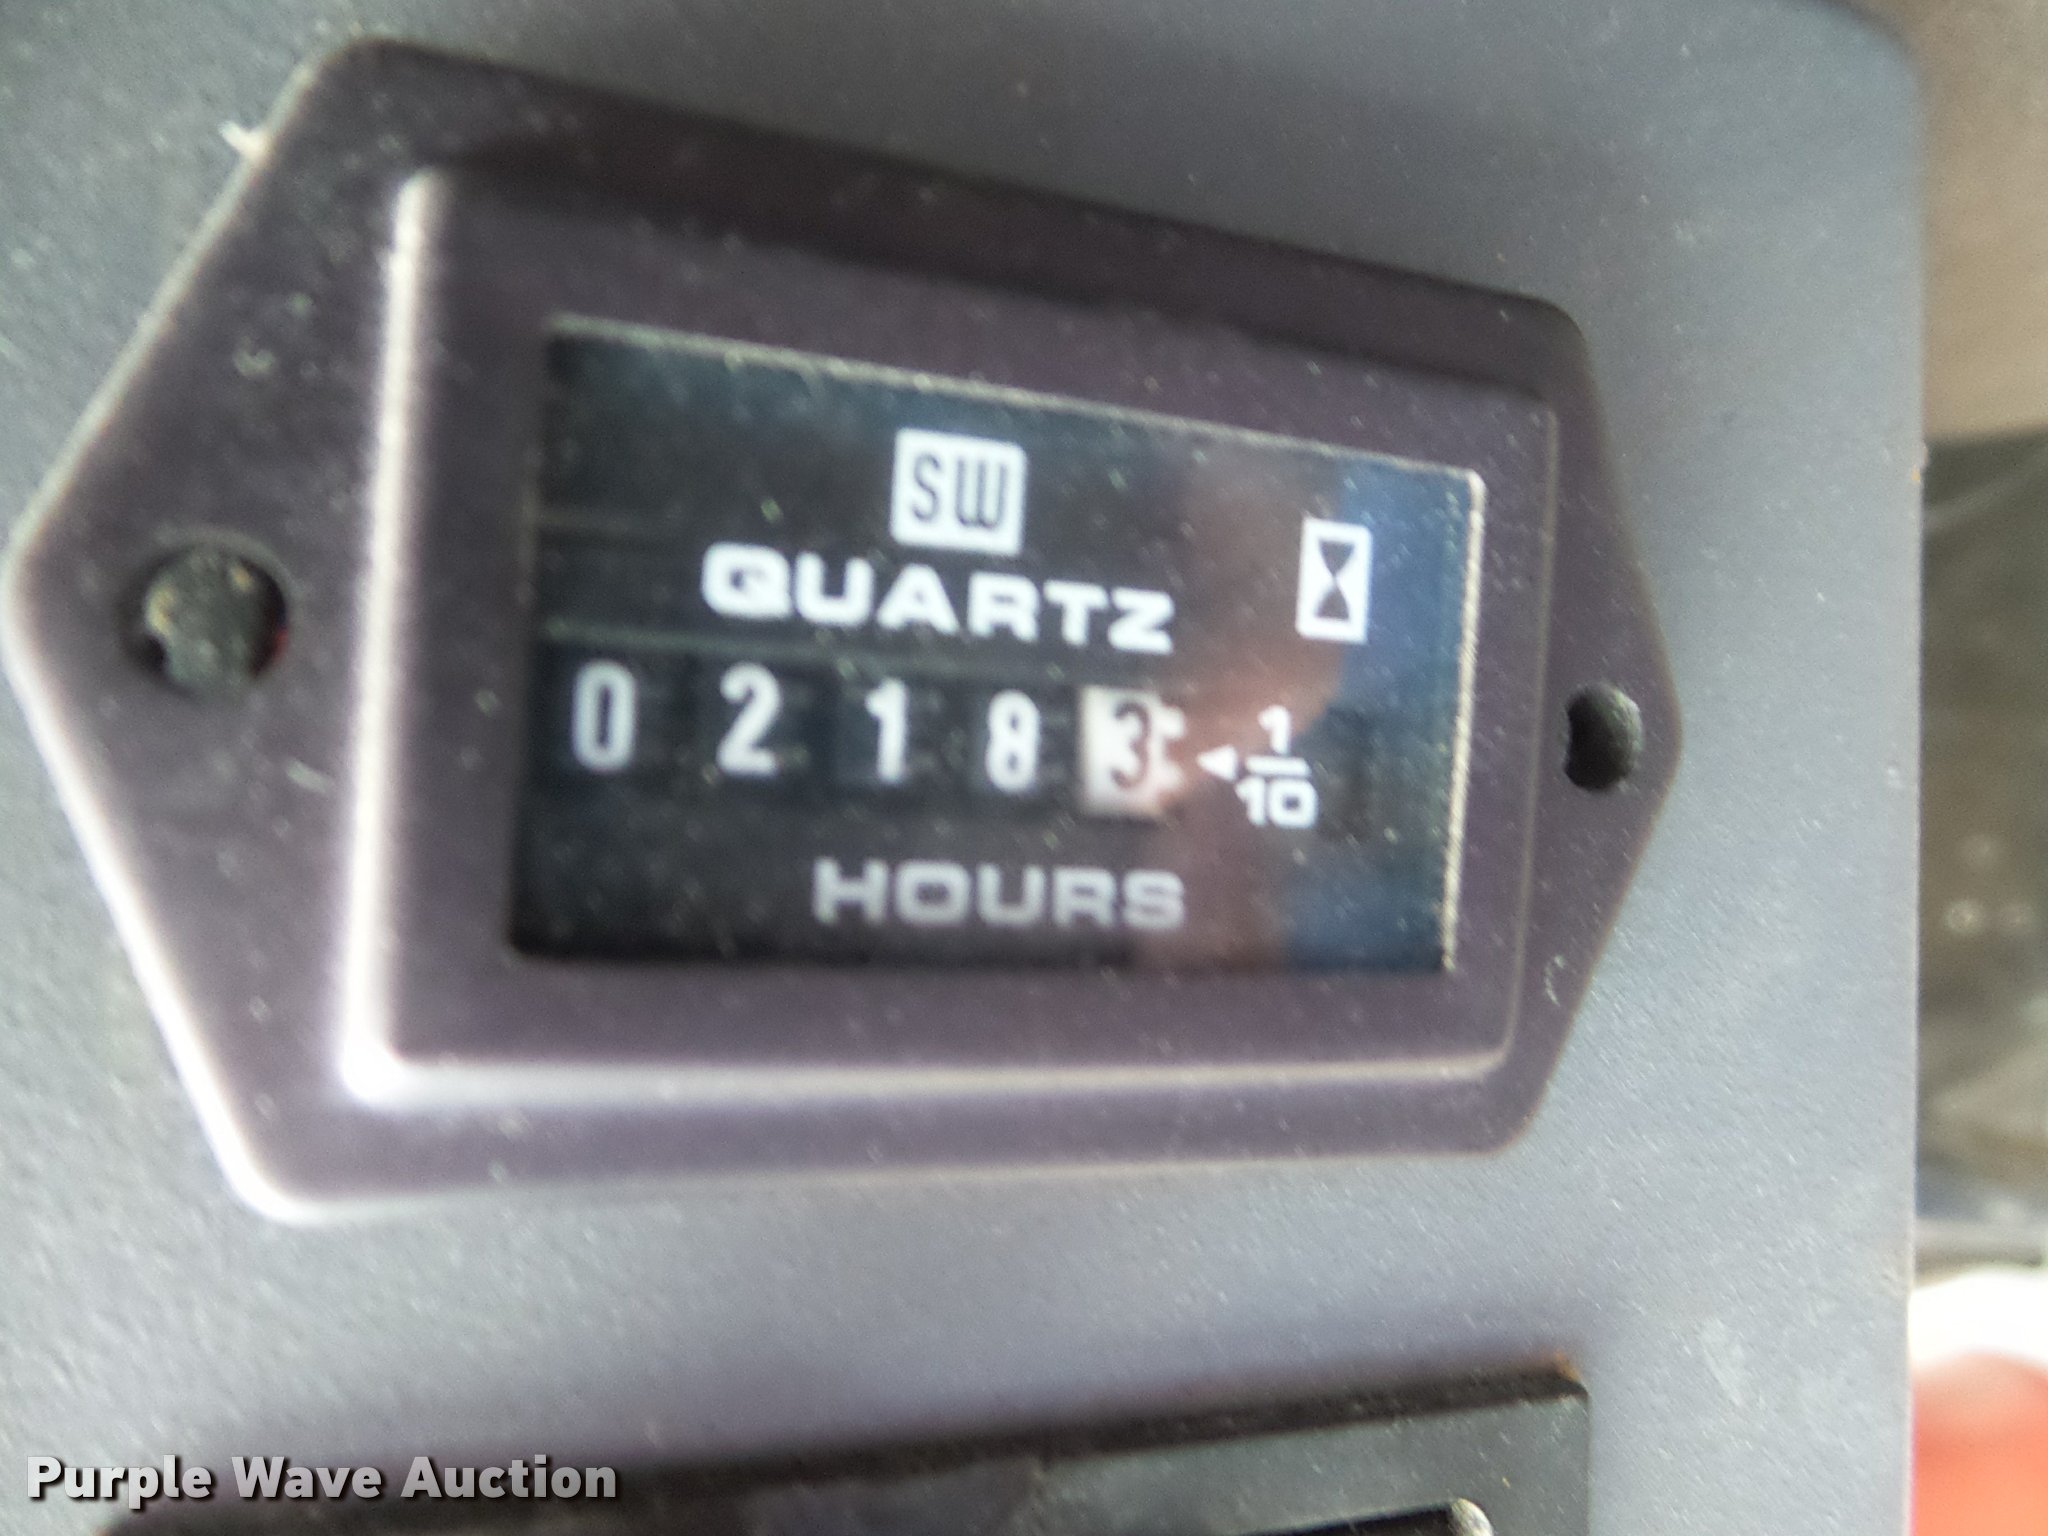 SW
QUARTZ
0 2 1 8 3 1/10
HOURS
Purple Wave Auction